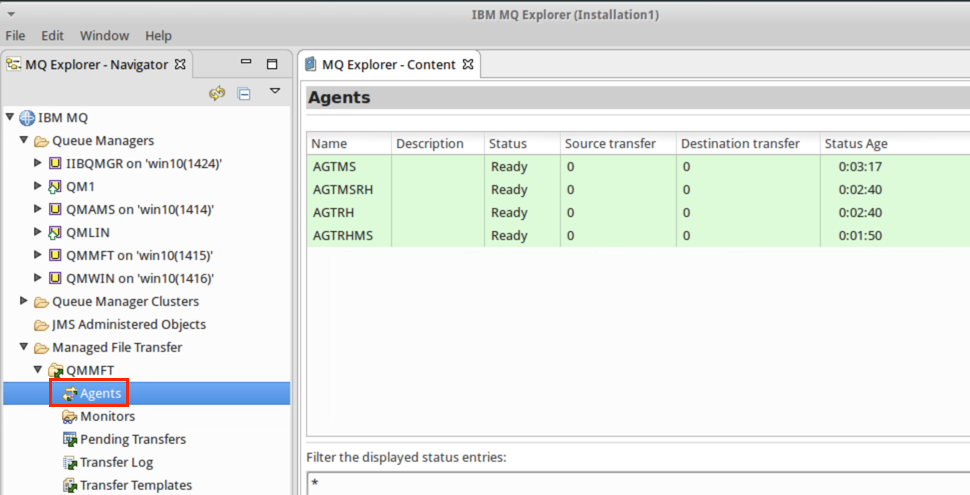 IBM MQ Explorer (Installation1)
File Edit Window Help
MQ Explorer - Navigator
MQ Explorer - Content
IBM MQ
Queue Managers
IIBQMGR on 'win10(1424)'
QM1
QMAMS on 'win10(1414)'
QMLIN
QMMFT on 'win10(1415)'
QMWIN on 'win10(1416)'
Queue Manager Clusters
JMS Administered Objects
Managed File Transfer
QMMFT
Agents
Monitors
Pending Transfers
Transfer Log
Transfer Templates
Agents
Name Description Status Source transfer Destination transfer Status Age
AGTMS Ready 0 0 0:03:17
AGTMSRH Ready 0 0 0:02:40
AGTRH Ready 0 0 0:02:40
AGTRHMS Ready 0 0 0:01:50
Filter the displayed status entries:
*